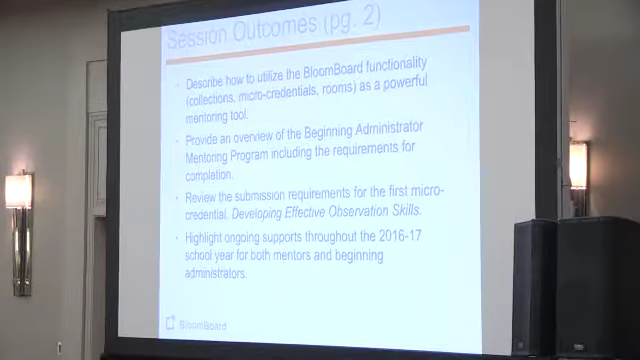 Session Outcomes (pg. 2)
· Describe how to utilize the BloomBoard functionality
(collections, micro-credentials, rooms) as a powerful
mentoring tool.
· Provide an overview of the Beginning Administrator
Mentoring Program including the requirements for
completion.
· Review the submission requirements for the first micro-
credential, Developing Effective Observation Skills.
· Highlight ongoing supports throughout the 2016-17
school year for both mentors and beginning
administrators.
BloomBoard